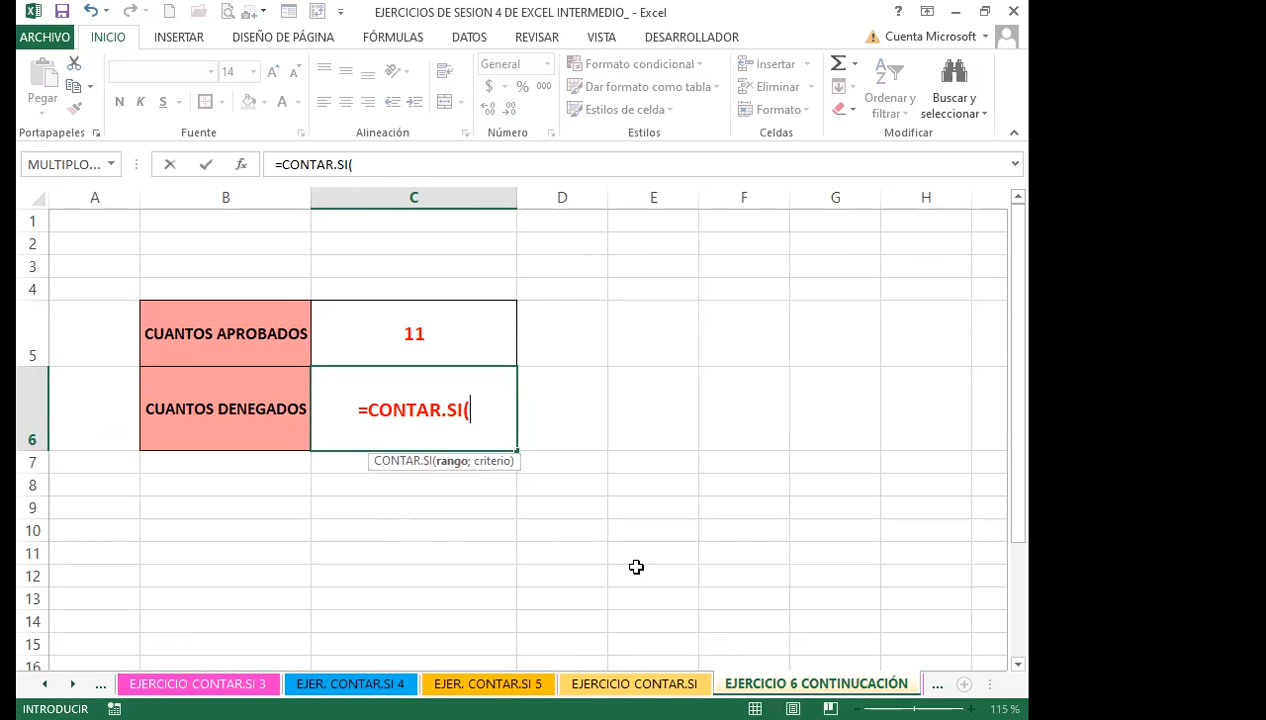 EJERCICIOS DE SESION 4 DE EXCEL INTERMEDIO_ - Excel
?
ARCHIVO INICIO INSERTAR DISEÑO DE PÁGINA FÓRMULAS DATOS REVISAR VISTA DESARROLLADOR Cuenta Microsoft
14 General Formato condicional Insertar
Dar formato como tabla Eliminar
Pegar N K S $ % 000 Estilos de celda Formato
Ordenar y filtrar Buscar y seleccionar
Portapapeles Fuente Alineación Número Estilos Celdas Modificar
MULTIPLO... fx =CONTAR.SI(
A B C D E F G H
1
2
3
4
5 CUANTOS APROBADOS 11
6 CUANTOS DENEGADOS =CONTAR.SI(
CONTAR.SI(rango; criterio)
7
8
9
10
11
12
13
14
15
16
... EJERCICIO CONTAR.SI 3 EJER. CONTAR.SI 4 EJER. CONTAR.SI 5 EJERCICIO CONTAR.SI EJERCICIO 6 CONTINUCACIÓN ...
INTRODUCIR 115 %